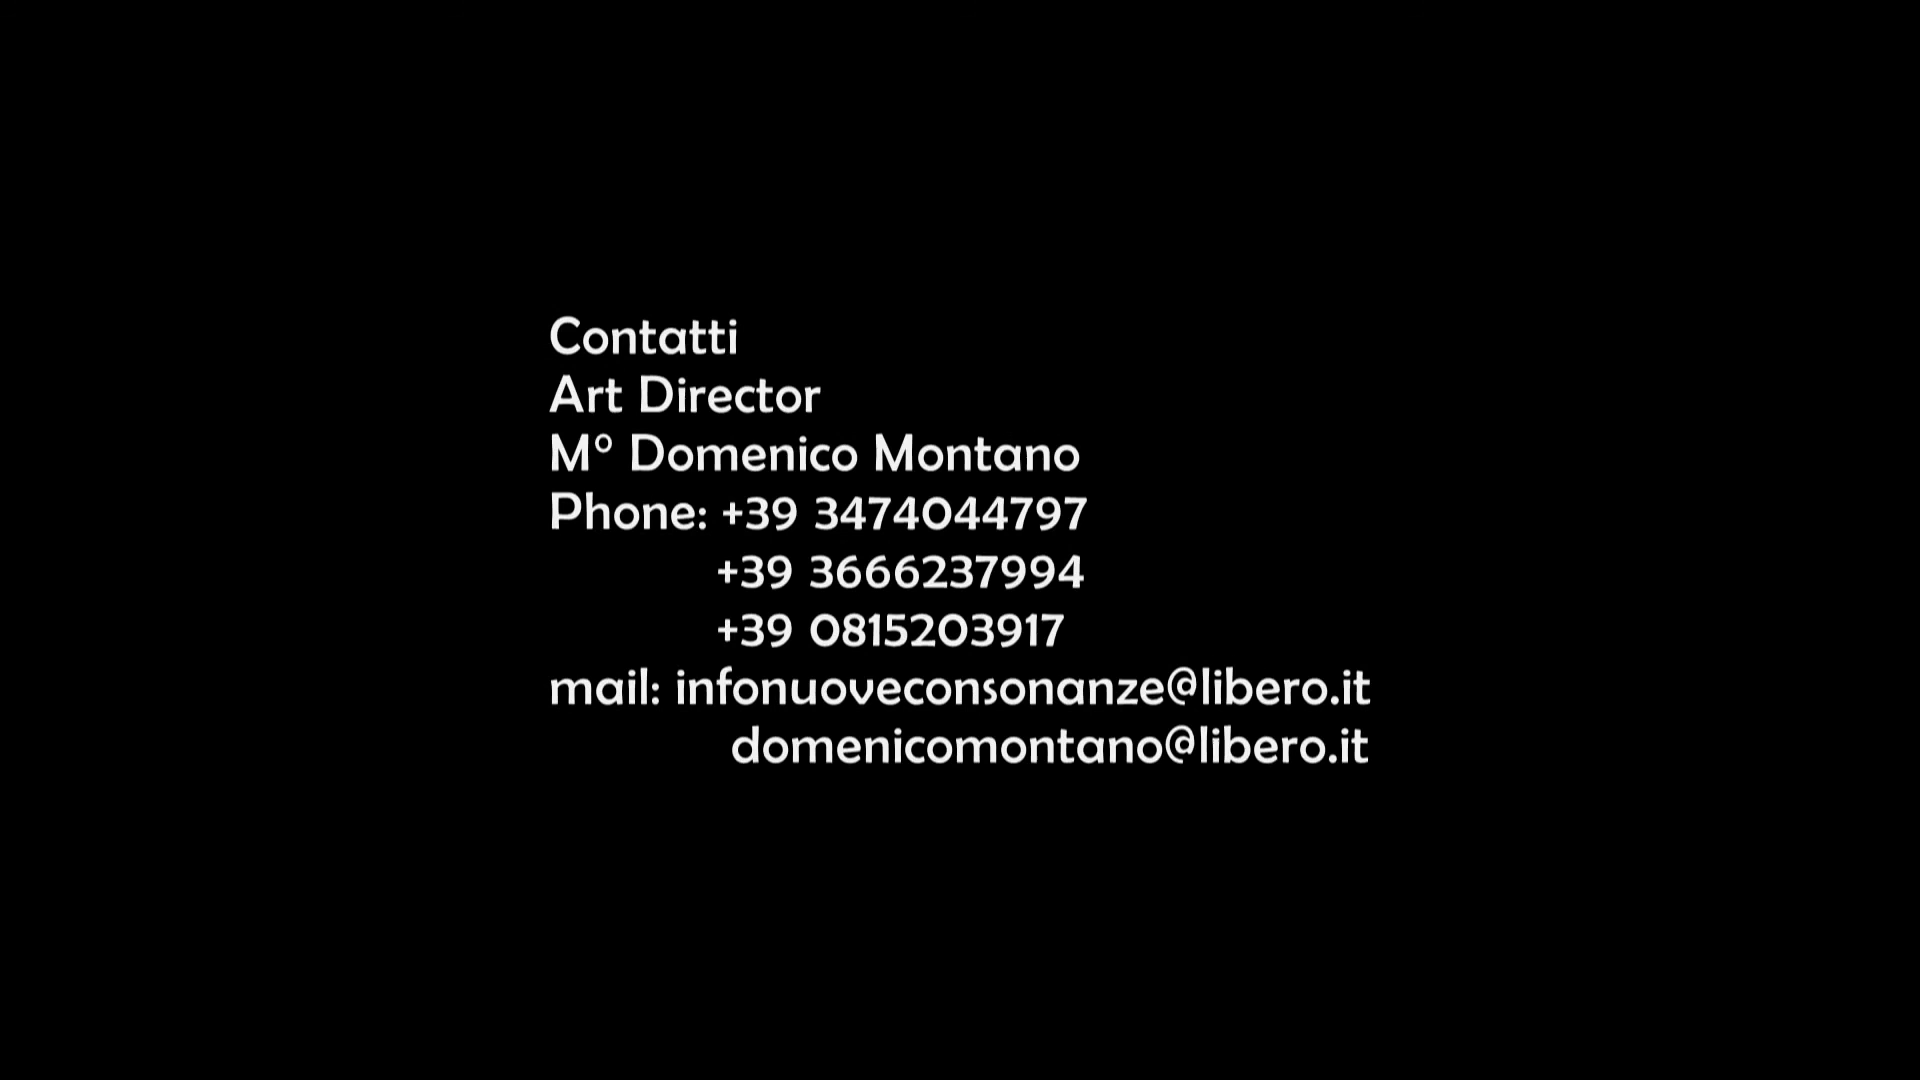 Contatti
Art Director
M° Domenico Montano
Phone: +39 3474044797
+39 3666237994
+39 0815203917
mail: infonuoveconsonanze@libero.it
domenicomontano@libero.it